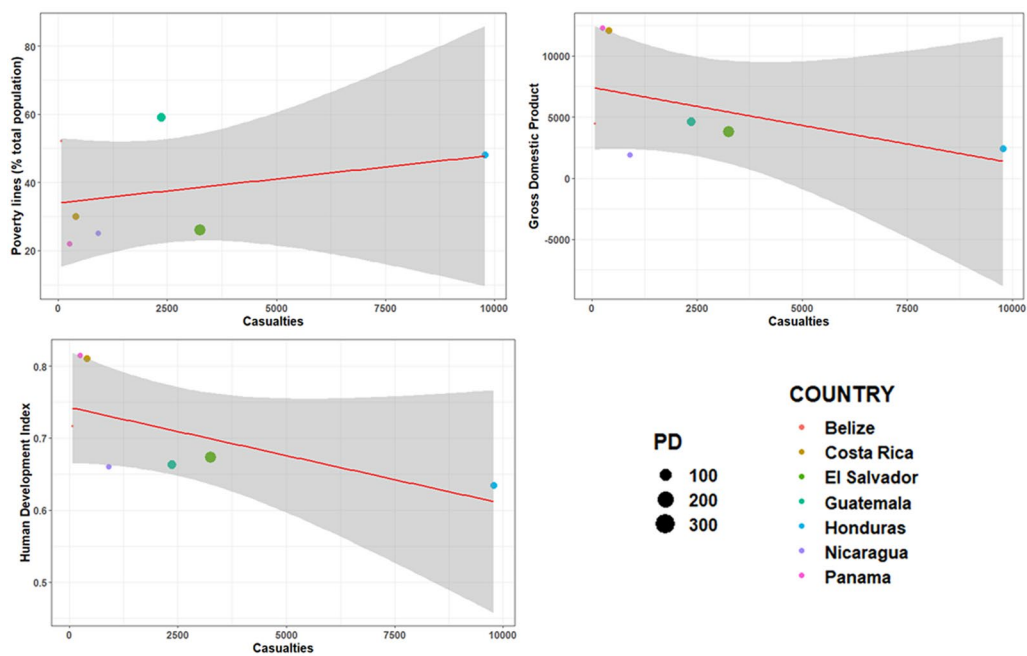 Poverty lines (% total population)
80
60
40
20
0
2500
5000
7500
10000
Casualties
Gross Domestic Product
10000
5000
0
-5000
0
2500
5000
7500
10000
Casualties
Human Development Index
0.8
0.7
0.6
0.5
0
2500
5000
7500
10000
Casualties
PD
100
200
300
COUNTRY
Belize
Costa Rica
El Salvador
Guatemala
Honduras
Nicaragua
Panama